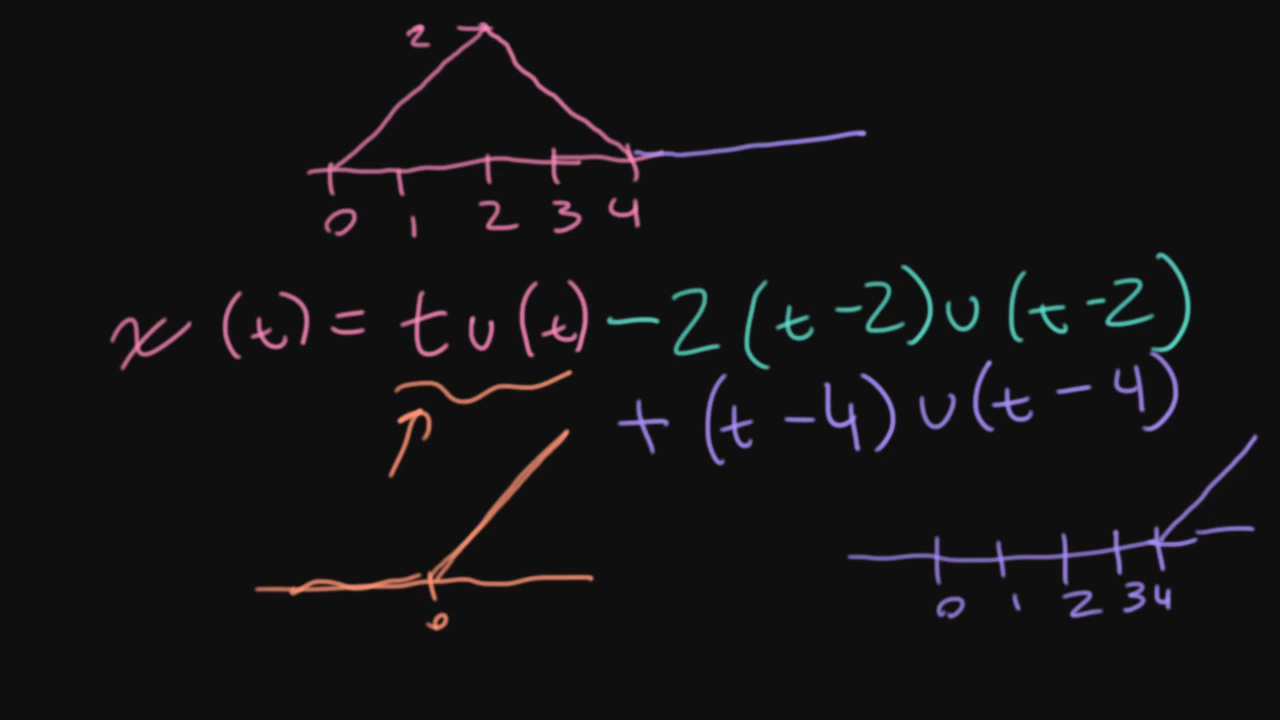 2
0 1 2 3 4
x(t) = tu(t) - 2(t-2)u(t-2)
+ (t-4)u(t-4)
0 1 2 3 4
0